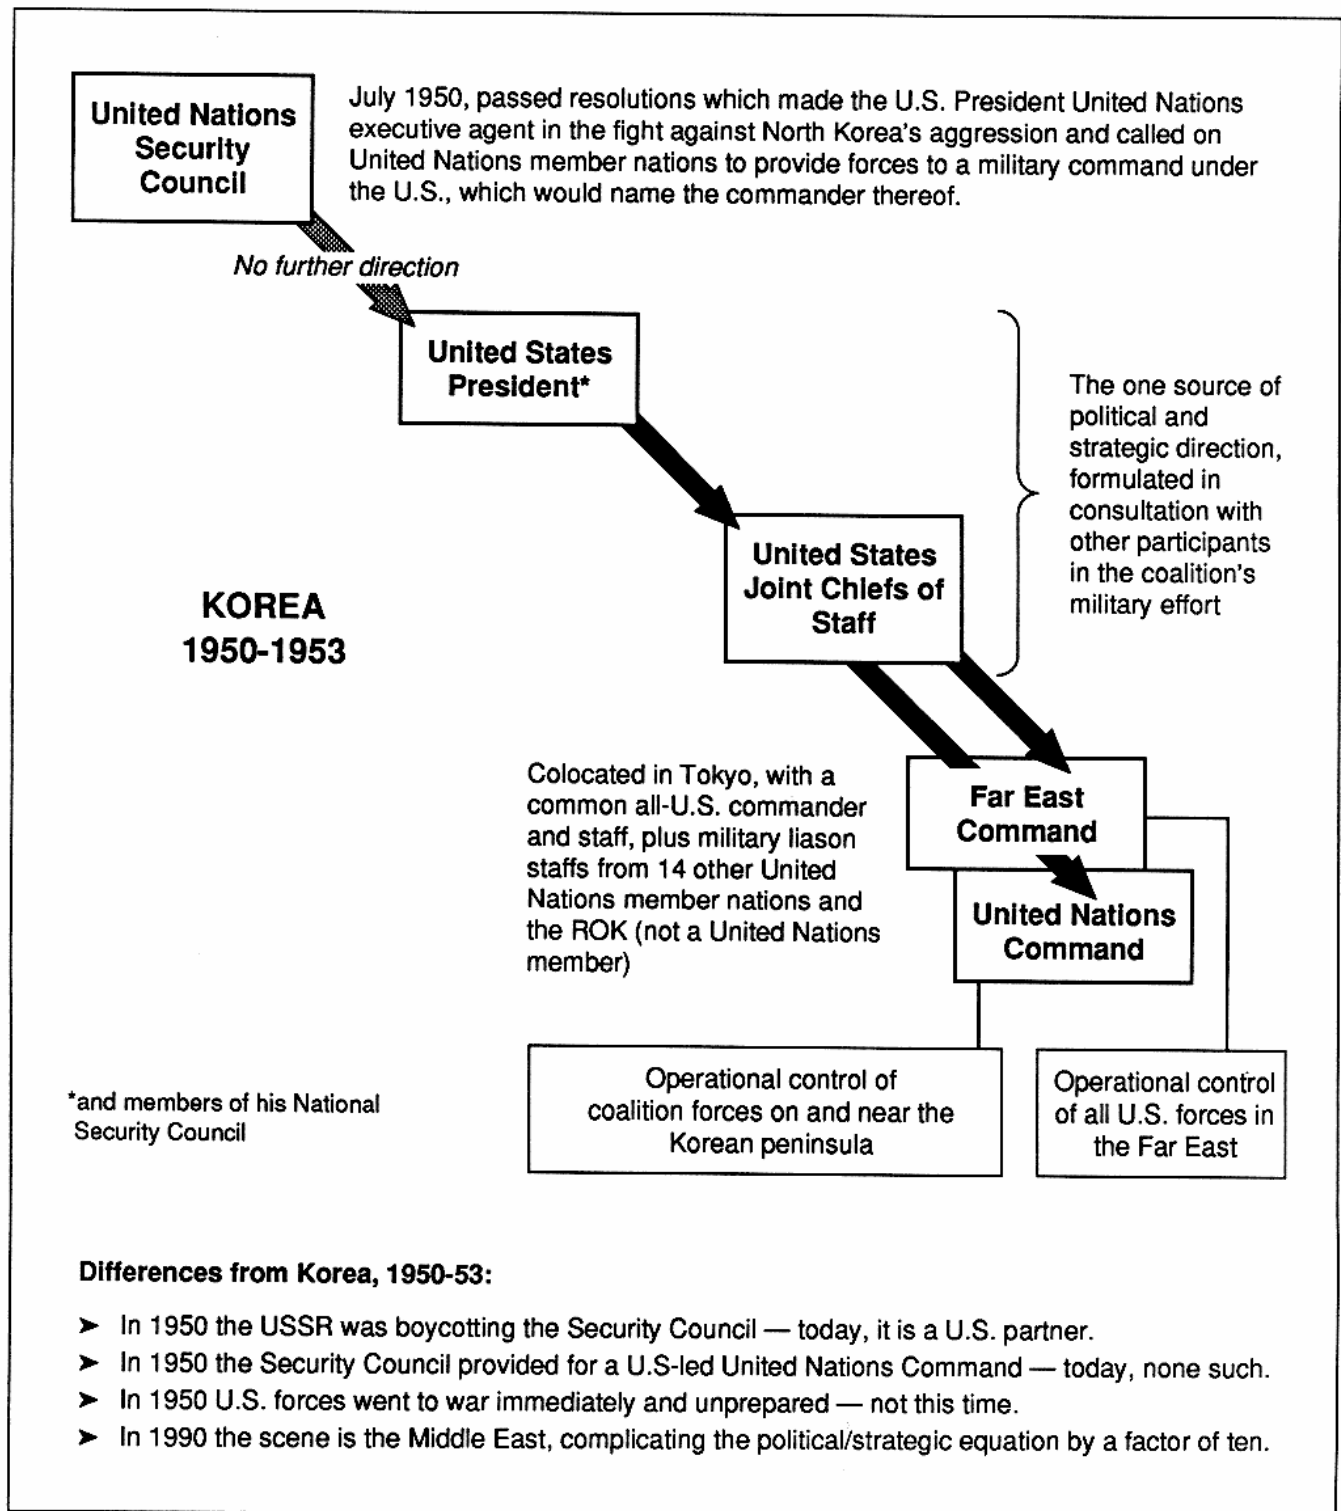 United Nations
Security
Council
July 1950, passed resolutions which made the U.S. President United Nations
executive agent in the fight against North Korea's aggression and called on
United Nations member nations to provide forces to a military command under
the U.S., which would name the commander thereof.
No further direction
United States
President*
The one source of
political and
strategic direction,
formulated in
consultation with
other participants
in the coalition's
military effort
United States
Joint Chiefs of
Staff
KOREA
1950-1953
Colocated in Tokyo, with a
common all-U.S. commander
and staff, plus military liason
staffs from 14 other United
Nations member nations and
the ROK (not a United Nations
member)
Far East
Command
United Nations
Command
Operational control of
coalition forces on and near the
Korean peninsula
Operational control
of all U.S. forces in
the Far East
*and members of his National
Security Council
Differences from Korea, 1950-53:
➤ In 1950 the USSR was boycotting the Security Council — today, it is a U.S. partner.
➤ In 1950 the Security Council provided for a U.S-led United Nations Command — today, none such.
➤ In 1950 U.S. forces went to war immediately and unprepared — not this time.
➤ In 1990 the scene is the Middle East, complicating the political/strategic equation by a factor of ten.